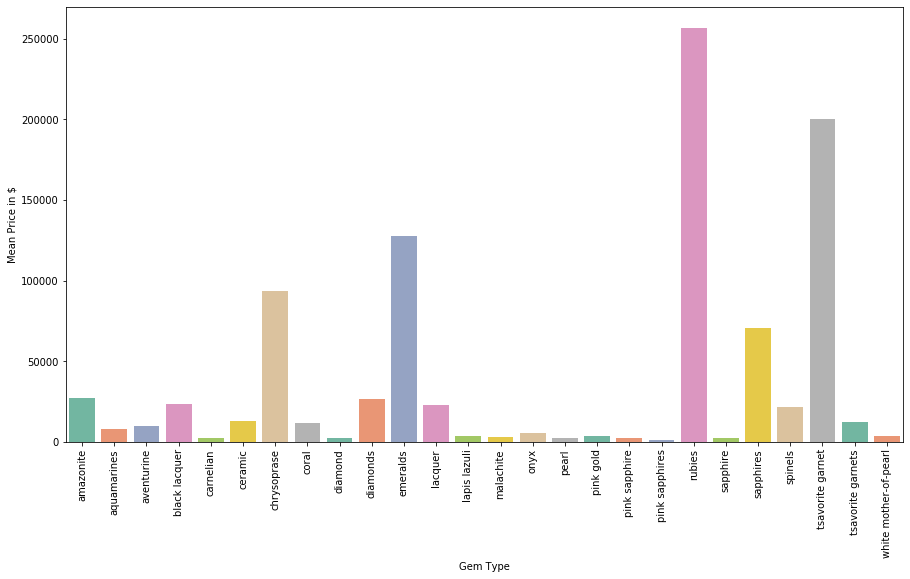 250000
200000
150000
100000
50000
0
Mean Price in $
amazonite
aquamarines
aventurine
black lacquer
carnelian
ceramic
chrysoprase
coral
diamond
diamonds
emeralds
lacquer
lapis lazuli
malachite
onyx
pearl
pink gold
pink sapphire
pink sapphires
rubies
sapphire
sapphires
spinels
tsavorite garnet
tsavorite garnets
white mother-of-pearl
Gem Type